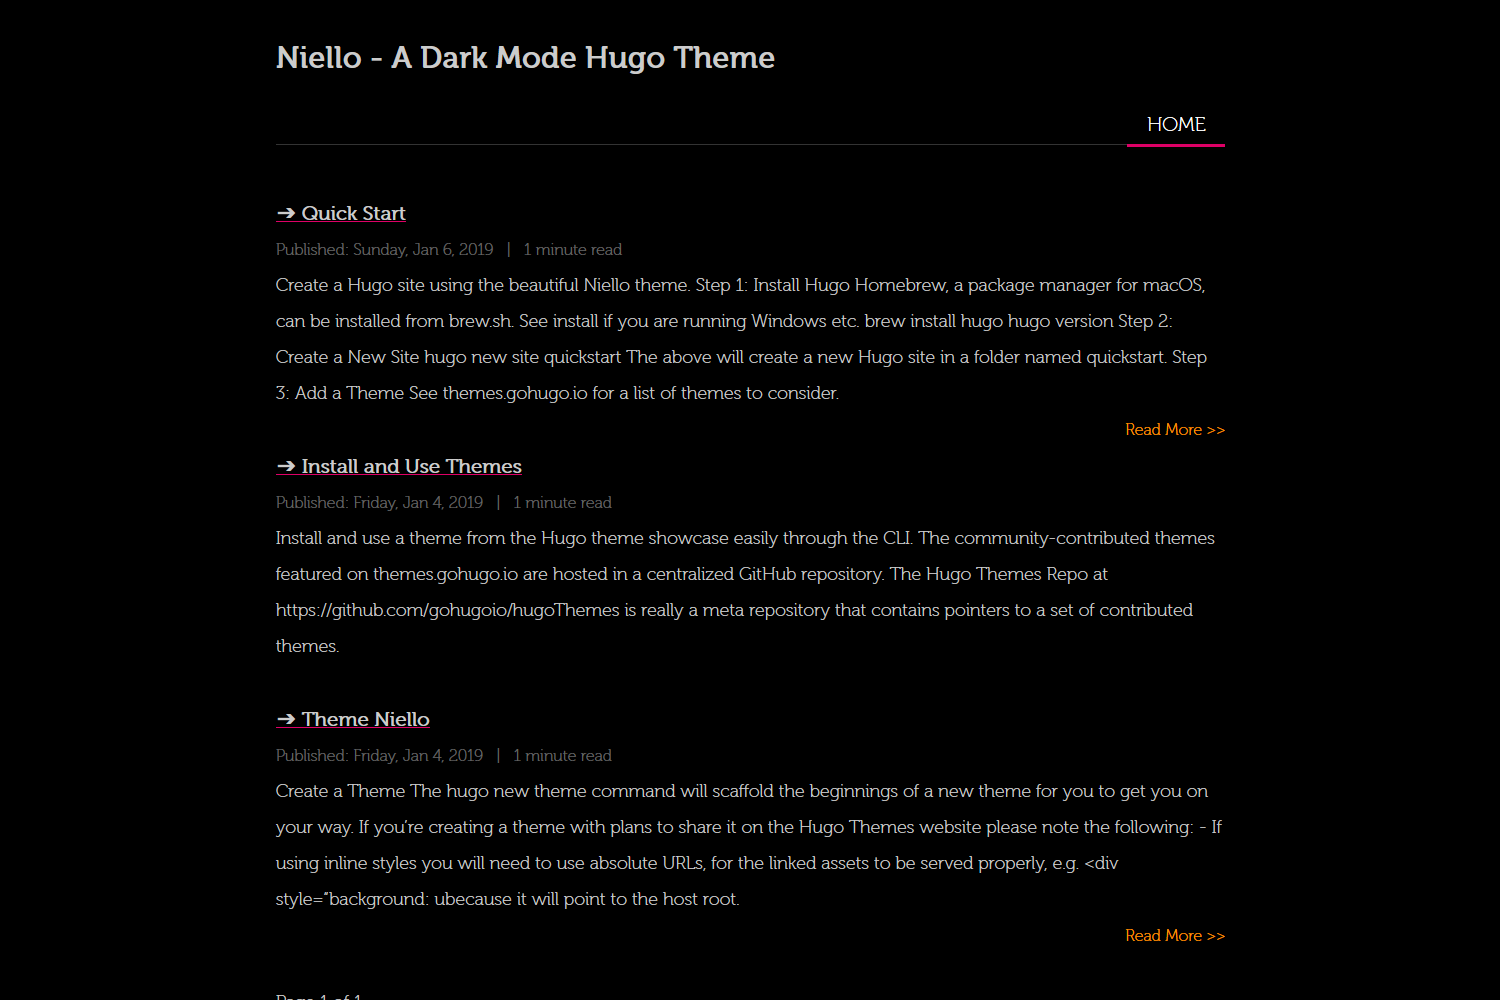 Niello - A Dark Mode Hugo Theme
HOME
➔ Quick Start
Published: Sunday, Jan 6, 2019 | 1 minute read
Create a Hugo site using the beautiful Niello theme. Step 1: Install Hugo Homebrew, a package manager for macOS,
can be installed from brew.sh. See install if you are running Windows etc. brew install hugo hugo version Step 2:
Create a New Site hugo new site quickstart The above will create a new Hugo site in a folder named quickstart. Step
3: Add a Theme See themes.gohugo.io for a list of themes to consider.
Read More >>
➔ Install and Use Themes
Published: Friday, Jan 4, 2019 | 1 minute read
Install and use a theme from the Hugo theme showcase easily through the CLI. The community-contributed themes
featured on themes.gohugo.io are hosted in a centralized GitHub repository. The Hugo Themes Repo at
https://github.com/gohugoio/hugoThemes is really a meta repository that contains pointers to a set of contributed
themes.
➔ Theme Niello
Published: Friday, Jan 4, 2019 | 1 minute read
Create a Theme The hugo new theme command will scaffold the beginnings of a new theme for you to get you on
your way. If you’re creating a theme with plans to share it on the Hugo Themes website please note the following: - If
using inline styles you will need to use absolute URLs, for the linked assets to be served properly, e.g. <div
style=“background: ubecause it will point to the host root.
Read More >>
Page 1 of 1